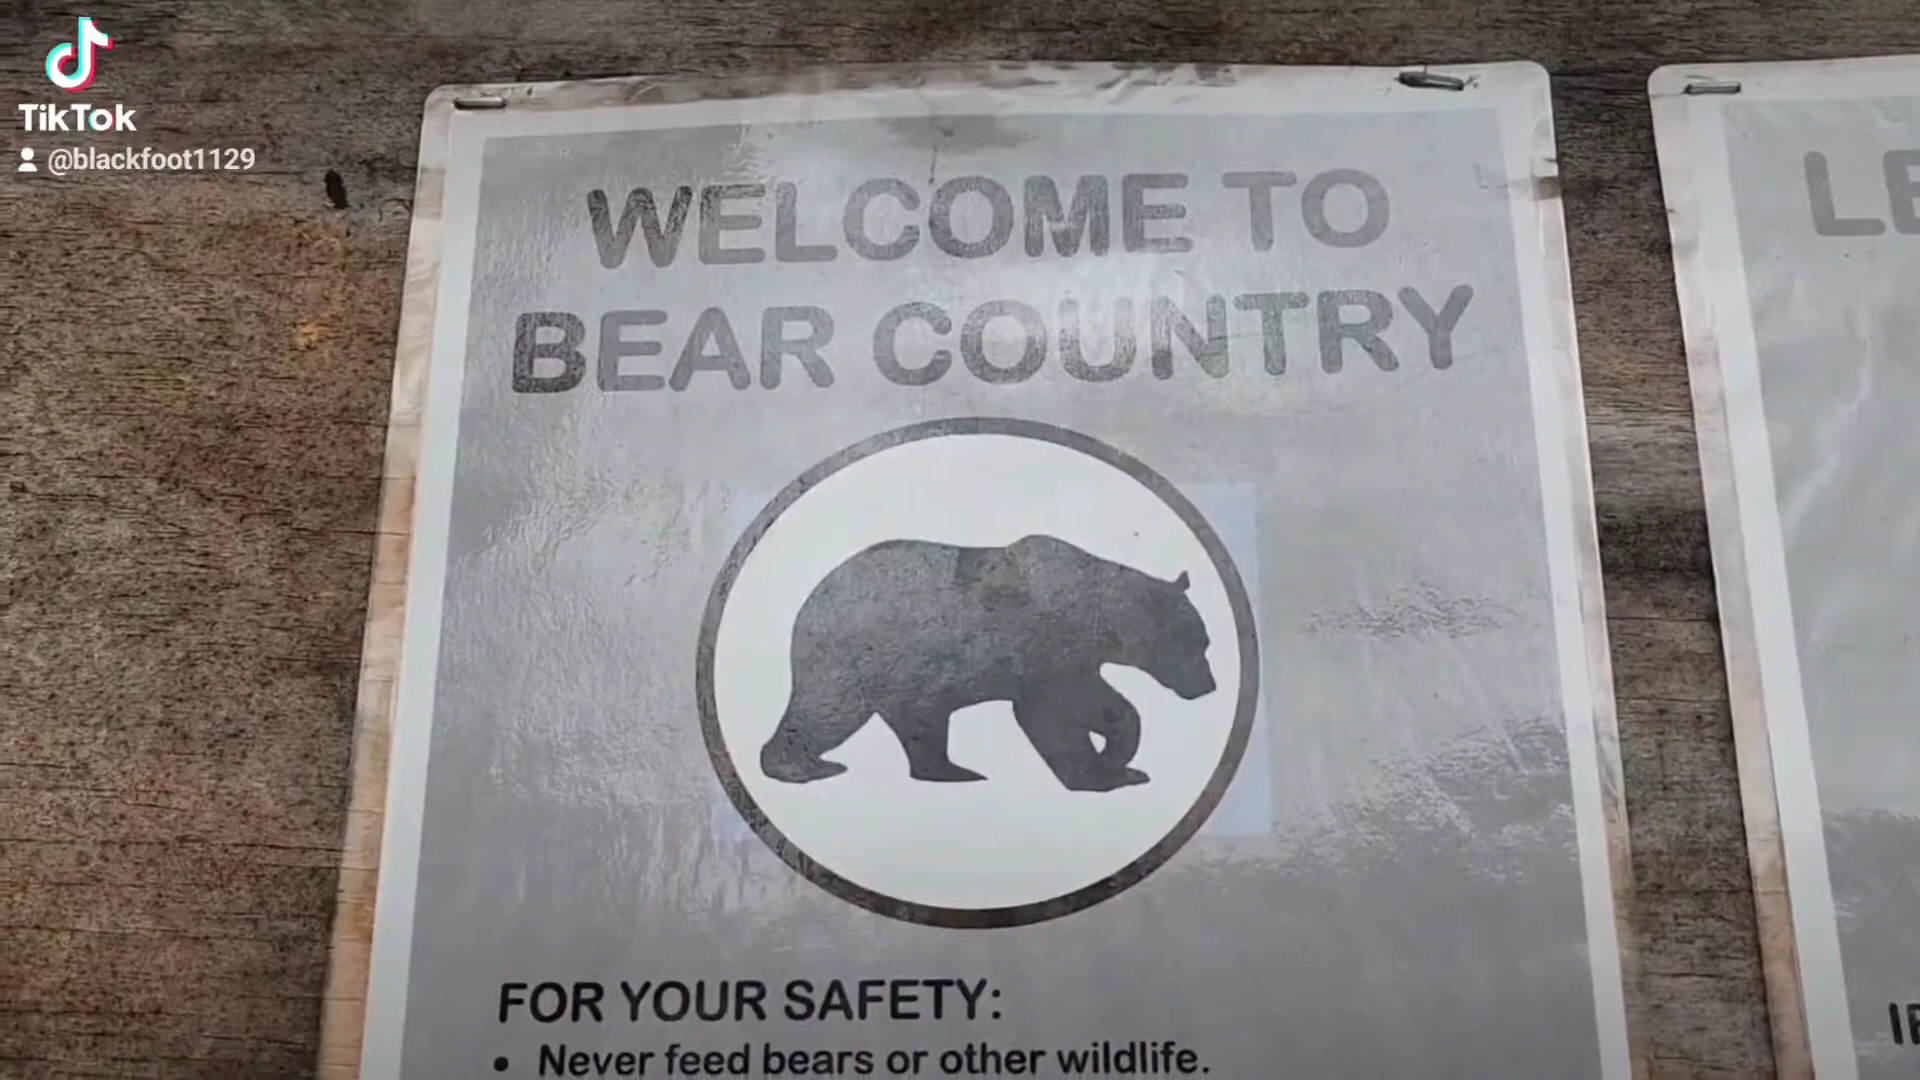 TikTok
@blackfoot1129
WELCOME TO
BEAR COUNTRY
FOR YOUR SAFETY:
• Never feed bears or other wildlife.